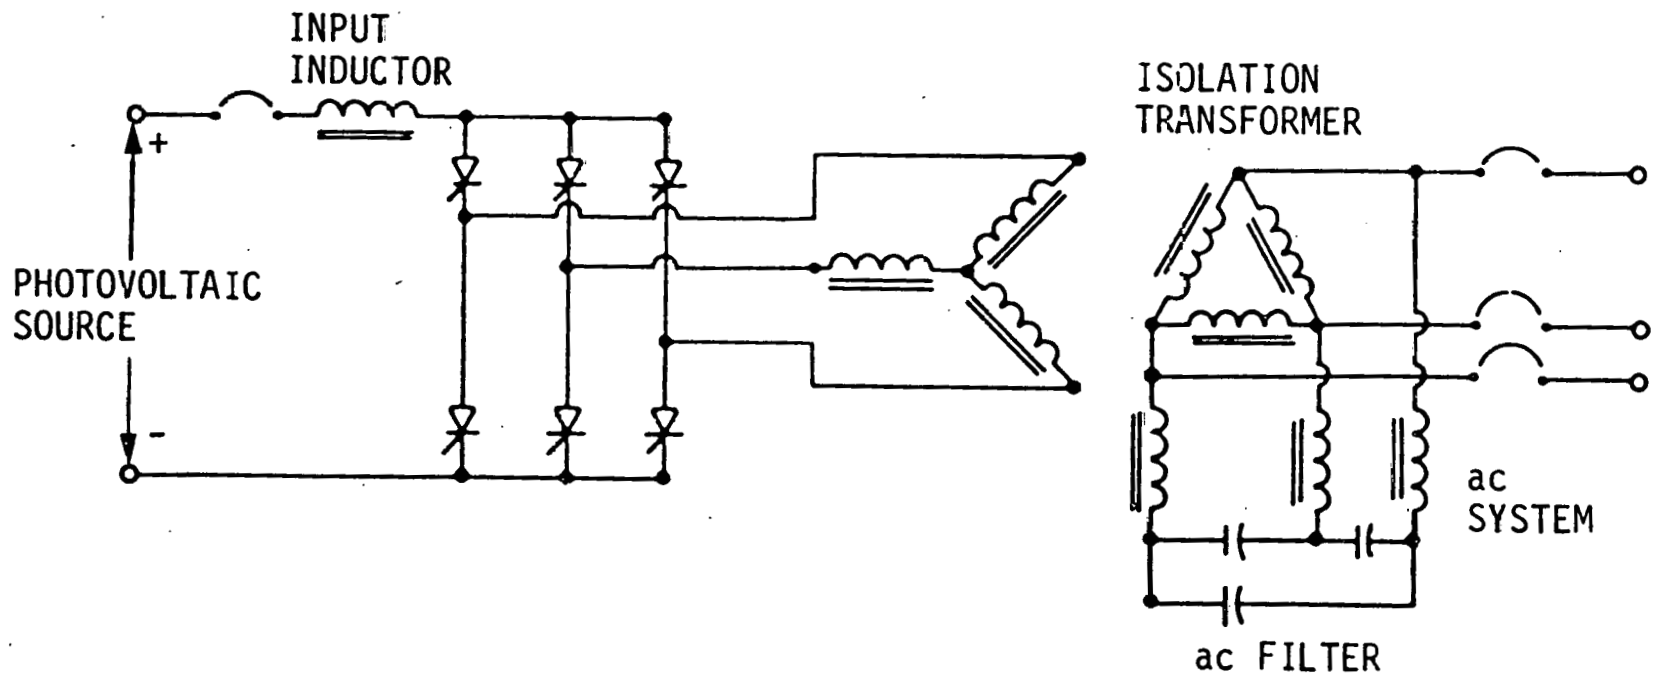 INPUT
INDUCTOR
ISOLATION
TRANSFORMER
+
PHOTOVOLTAIC
SOURCE
-
ac
SYSTEM
ac FILTER